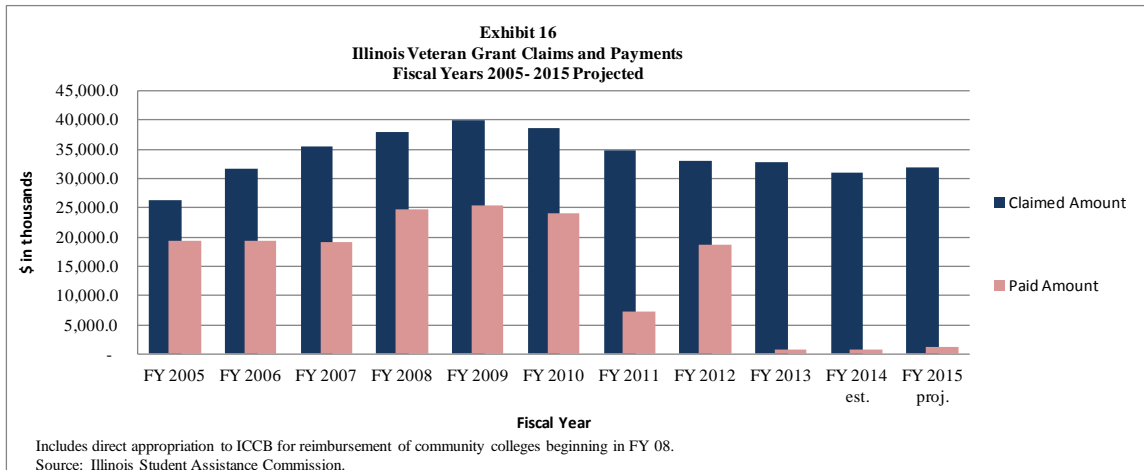 Exhibit 16
Illinois Veteran Grant Claims and Payments
Fiscal Years 2005- 2015 Projected
$ in thousands
45,000.0
40,000.0
35,000.0
30,000.0
25,000.0
20,000.0
15,000.0
10,000.0
5,000.0
-
FY 2005 FY 2006 FY 2007 FY 2008 FY 2009 FY 2010 FY 2011 FY 2012 FY 2013 FY 2014 FY 2015
est. proj.
Fiscal Year
Claimed Amount
Paid Amount
Includes direct appropriation to ICCB for reimbursement of community colleges beginning in FY 08.
Source: Illinois Student Assistance Commission.